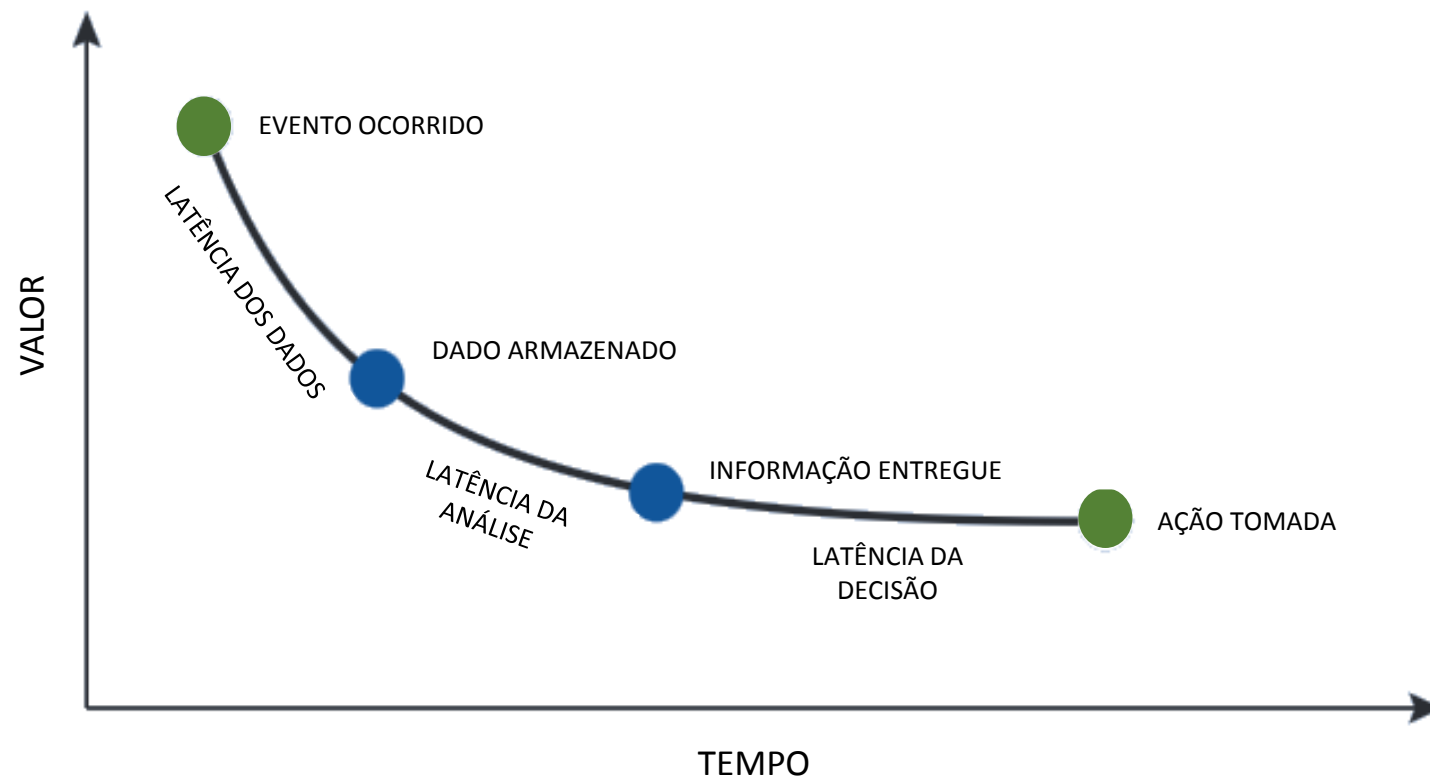 EVENTO OCORRIDO
LATÊNCIA DOS DADOS
VALOR
DADO ARMAZENADO
LATÊNCIA DA
ANÁLISE
INFORMAÇÃO ENTREGUE
AÇÃO TOMADA
LATÊNCIA DA
DECISÃO
TEMPO